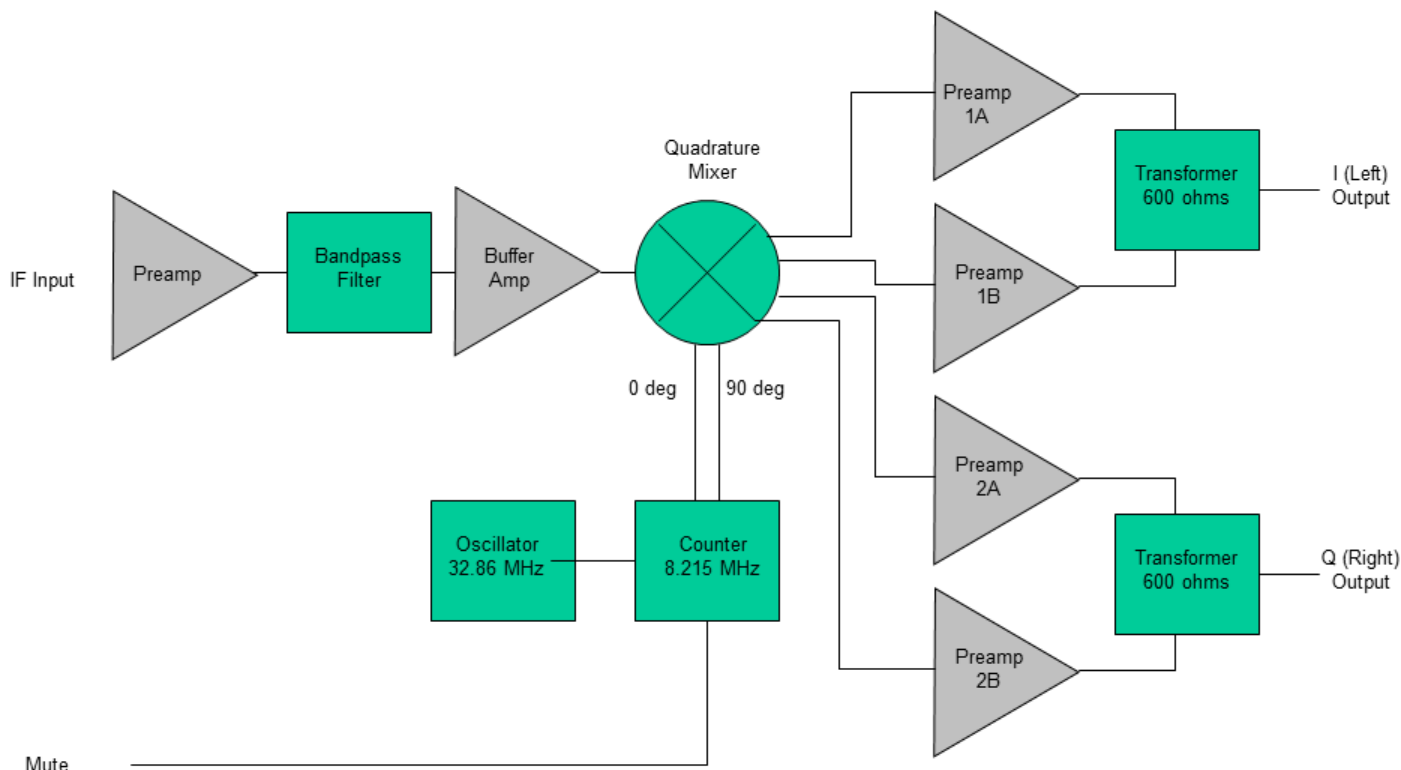 Preamp
1A
Quadrature
Mixer
Transformer
600 ohms
I (Left)
Output
IF Input
Preamp
Bandpass
Filter
Buffer
Amp
Preamp
1B
0 deg
90 deg
Preamp
2A
Oscillator
32.86 MHz
Counter
8.215 MHz
Transformer
600 ohms
Q (Right)
Output
Preamp
2B
Mute